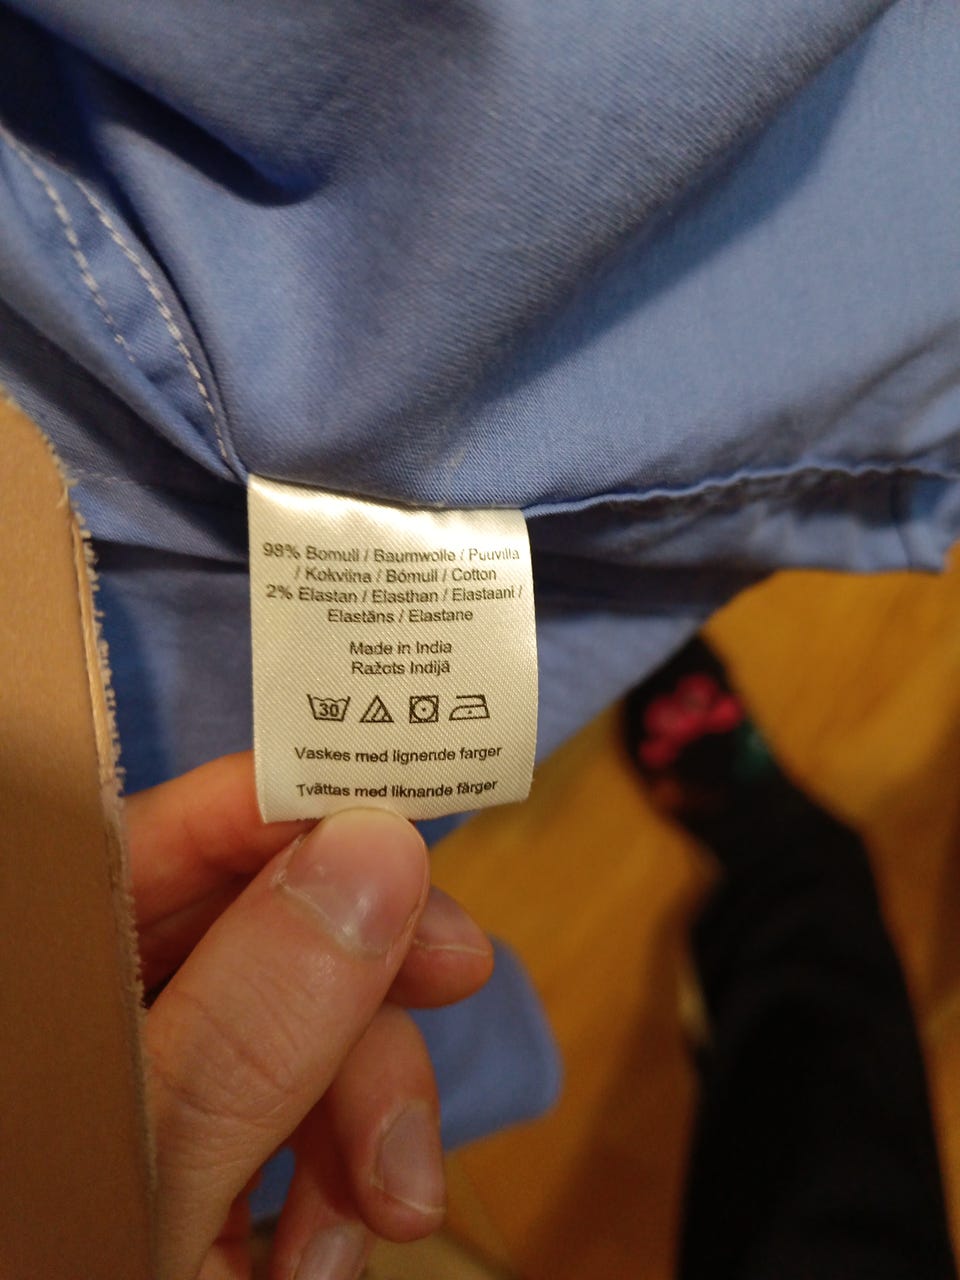 98% Bomull / Baumwolle / Puuvilla
/ Kokvilna / Bómull / Cotton
2% Elastan / Elasthan / Elastaani /
Elastāns / Elastane
Made in India
Ražots Indijā
30
Vaskes med lignende farger
Tvättas med liknande färger